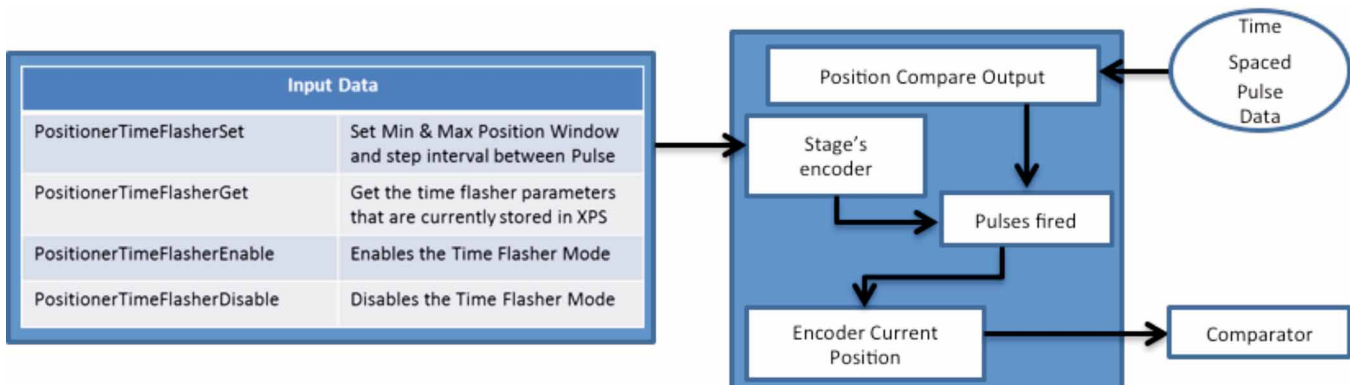 Input Data
PositionerTimeFlasherSet
Set Min & Max Position Window
and step interval between Pulse
PositionerTimeFlasherGet
Get the time flasher parameters
that are currently stored in XPS
PositionerTimeFlasherEnable
Enables the Time Flasher Mode
PositionerTimeFlasherDisable
Disables the Time Flasher Mode
Position Compare Output
Time
Spaced
Pulse
Data
Stage's
encoder
Pulses fired
Encoder Current
Position
Comparator